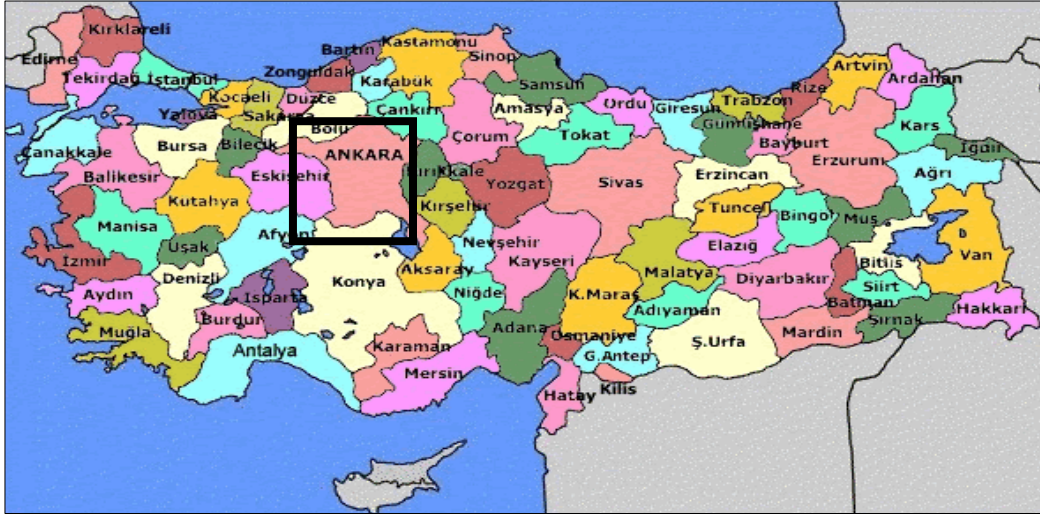 Kırklareli
Edirne
Tekirdağ
İstanbul
Yalova
Kocaeli
Sakarya
Düzce
Zonguldak
Bartın
Karabük
Kastamonu
Sinop
Samsun
Çankırı
Amasya
Ordu
Giresun
Trabzon
Rize
Artvin
Ardahan
Kars
Iğdır
Gümüşhane
Bayburt
Erzurum
Ağrı
Çanakkale
Bursa
Bilecik
Bolu
ANKARA
Kırıkkale
Çorum
Tokat
Balikesir
Eskişehir
Yozgat
Sivas
Erzincan
Kutahya
Kırşehir
Tunceli
Bingöl
Muş
Manisa
Uşak
Afyon
Nevşehir
Kayseri
Malatya
Elazığ
Bitlis
Van
İzmir
Denizli
Konya
Aksaray
Niğde
K.Maraş
Adıyaman
Diyarbakır
Batman
Siirt
Şırnak
Hakkari
Aydın
Isparta
Burdur
Muğla
Antalya
Karaman
Mersin
Adana
Osmaniye
G.Antep
Ş.Urfa
Mardin
Hatay
Kilis